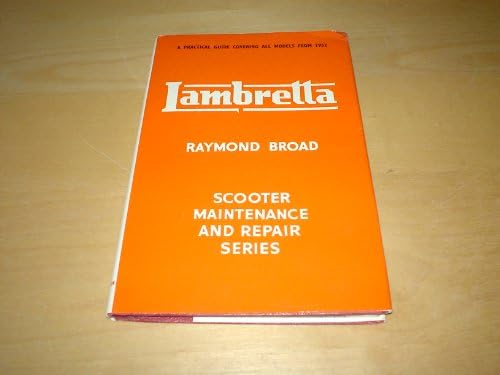 A PRACTICAL GUIDE COVERING ALL MODELS FROM 1951
Lambretta
RAYMOND BROAD
SCOOTER
MAINTENANCE
AND REPAIR
SERIES